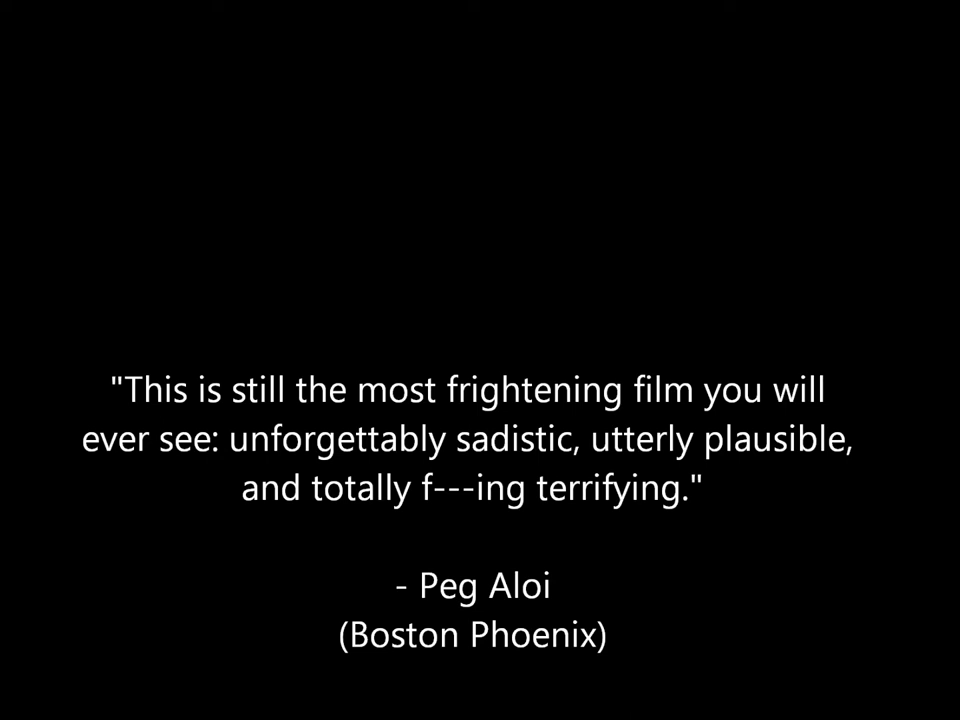 "This is still the most frightening film you will
ever see: unforgettably sadistic, utterly plausible,
and totally f---ing terrifying."
- Peg Aloi
(Boston Phoenix)